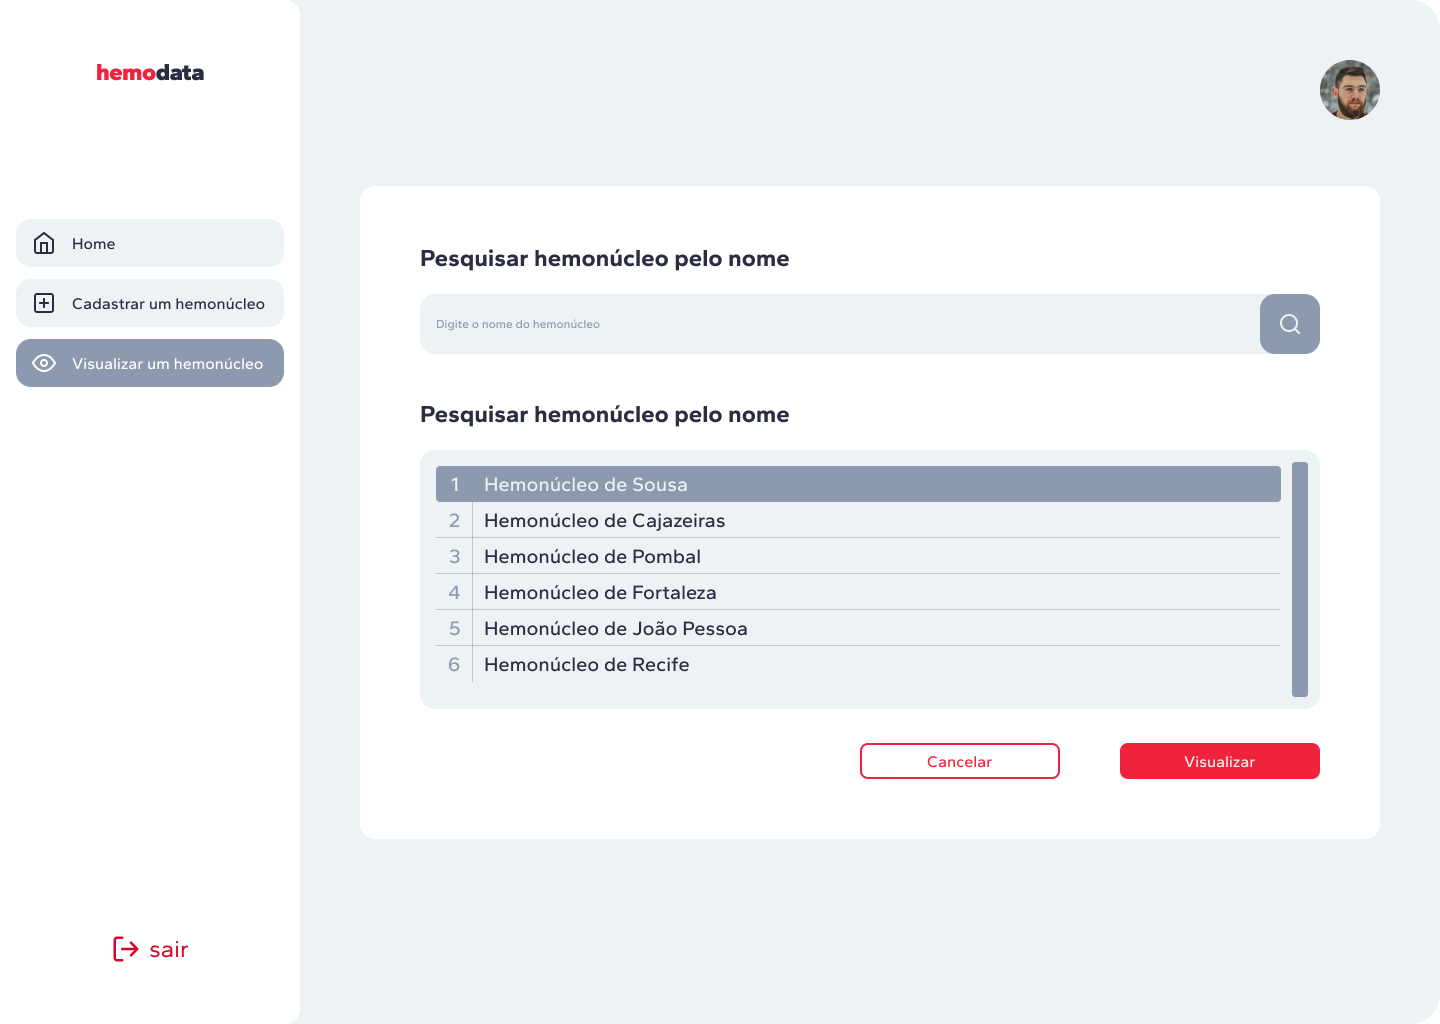 hemodata
Home
Cadastrar um hemonúcleo
Visualizar um hemonúcleo
sair
Pesquisar hemonúcleo pelo nome
Digite o nome do hemonúcleo
Pesquisar hemonúcleo pelo nome
1 Hemonúcleo de Sousa
2 Hemonúcleo de Cajazeiras
3 Hemonúcleo de Pombal
4 Hemonúcleo de Fortaleza
5 Hemonúcleo de João Pessoa
6 Hemonúcleo de Recife
Cancelar
Visualizar